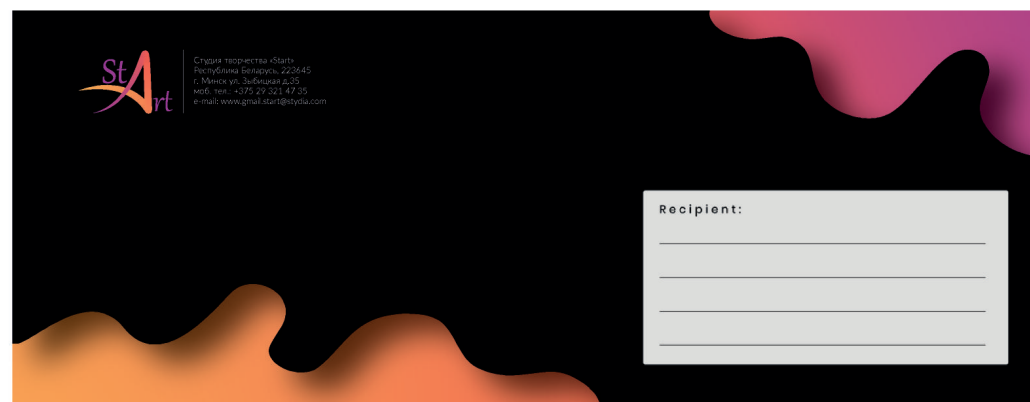 StArt
Студия творчества «Start»
Республика Беларусь, 223645
г. Минск ул. Зыбицкая д.35
моб. тел.: +375 29 321 47 35
e-mail: www.gmail.start@stydia.com
Recipient: